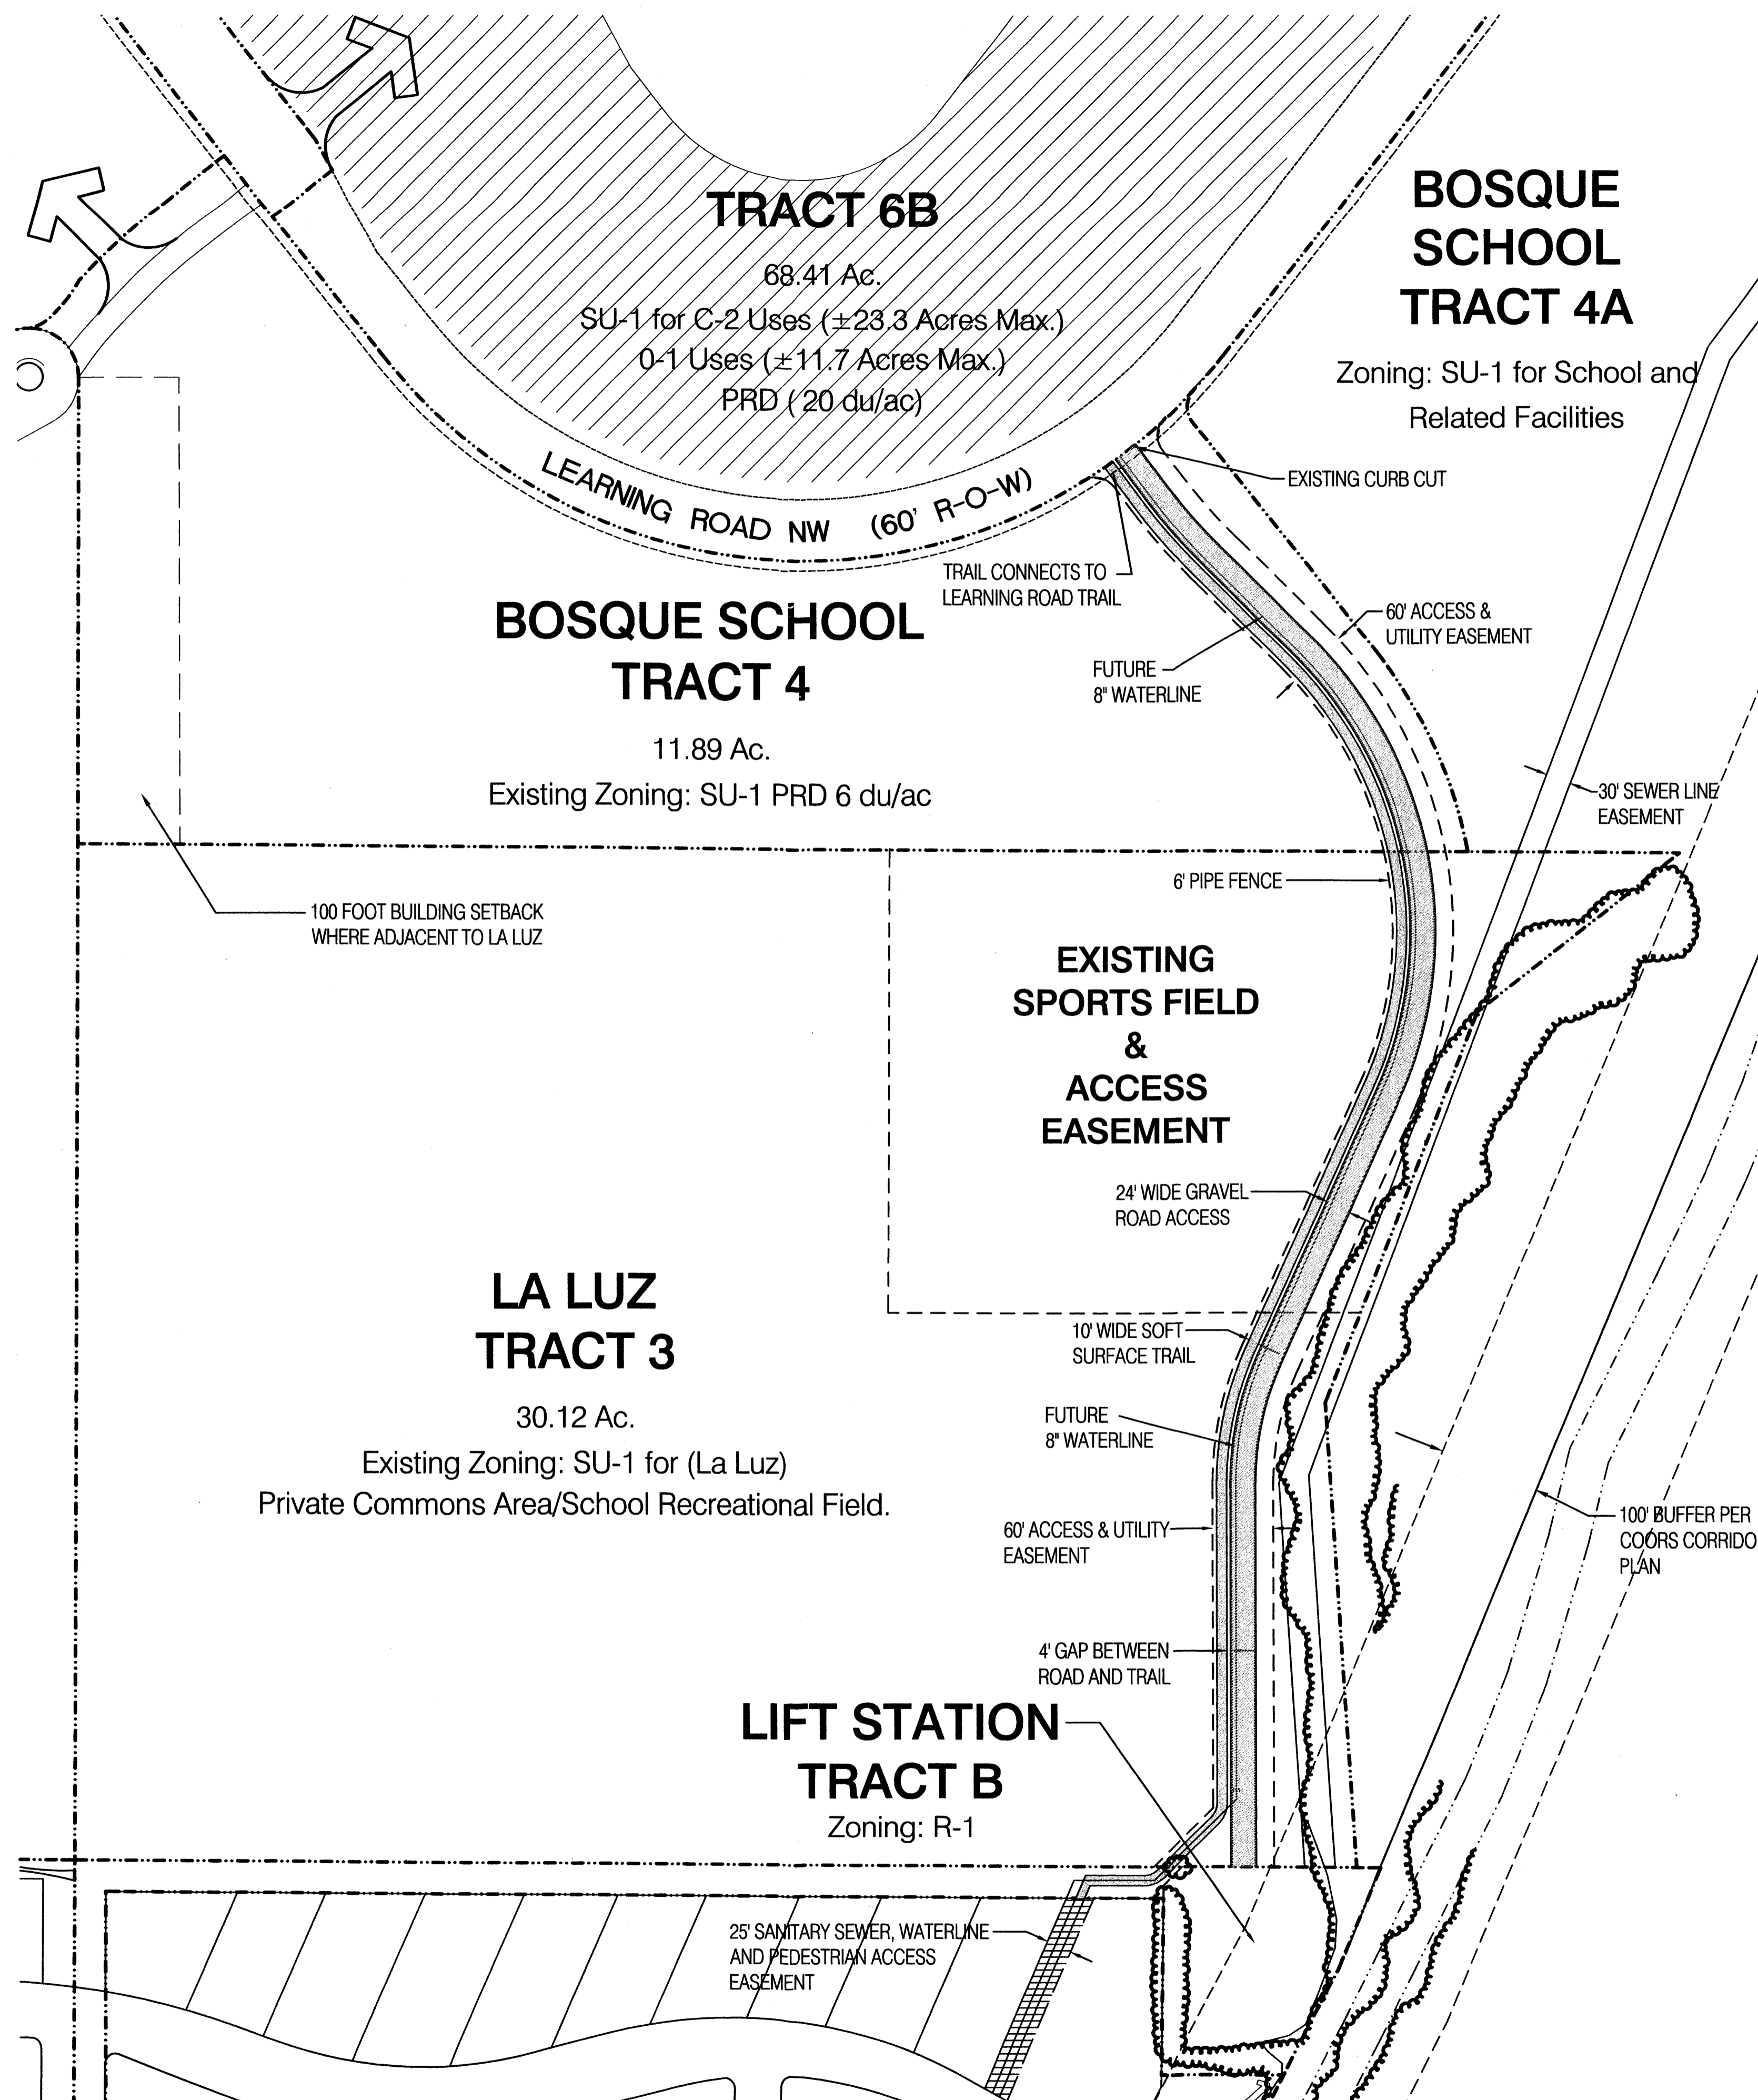 TRACT 6B
68.41 Ac.
SU-1 for C-2 Uses (±23.3 Acres Max.)
0-1 Uses (±11.7 Acres Max.)
PRD ( 20 du/ac)
BOSQUE
SCHOOL
TRACT 4A
Zoning: SU-1 for School and
Related Facilities
LEARNING ROAD NW (60' R-O-W)
EXISTING CURB CUT
TRAIL CONNECTS TO
LEARNING ROAD TRAIL
BOSQUE SCHOOL
TRACT 4
11.89 Ac.
Existing Zoning: SU-1 PRD 6 du/ac
60' ACCESS &
UTILITY EASEMENT
FUTURE
8" WATERLINE
30' SEWER LINE
EASEMENT
6' PIPE FENCE
100 FOOT BUILDING SETBACK
WHERE ADJACENT TO LA LUZ
EXISTING
SPORTS FIELD
&
ACCESS
EASEMENT
24' WIDE GRAVEL
ROAD ACCESS
LA LUZ
TRACT 3
30.12 Ac.
Existing Zoning: SU-1 for (La Luz)
Private Commons Area/School Recreational Field.
10' WIDE SOFT
SURFACE TRAIL
FUTURE
8" WATERLINE
60' ACCESS & UTILITY
EASEMENT
100' BUFFER PER
COORS CORRIDO
PLAN
4' GAP BETWEEN
ROAD AND TRAIL
LIFT STATION
TRACT B
Zoning: R-1
25' SANITARY SEWER, WATERLINE
AND PEDESTRIAN ACCESS
EASEMENT